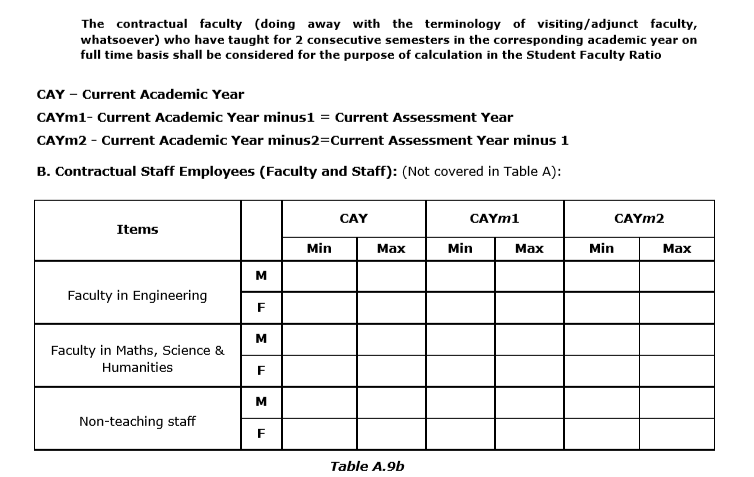 The contractual faculty (doing away with the terminology of visiting/adjunct faculty,
whatsoever) who have taught for 2 consecutive semesters in the corresponding academic year on
full time basis shall be considered for the purpose of calculation in the Student Faculty Ratio
CAY – Current Academic Year
CAYm1- Current Academic Year minus1 = Current Assessment Year
CAYm2 - Current Academic Year minus2=Current Assessment Year minus 1
B. Contractual Staff Employees (Faculty and Staff): (Not covered in Table A):
Items CAY CAYm1 CAYm2
Min Max Min Max Min Max
Faculty in Engineering
M
F
Faculty in Maths, Science &
Humanities
M
F
Non-teaching staff
M
F
Table A.9b